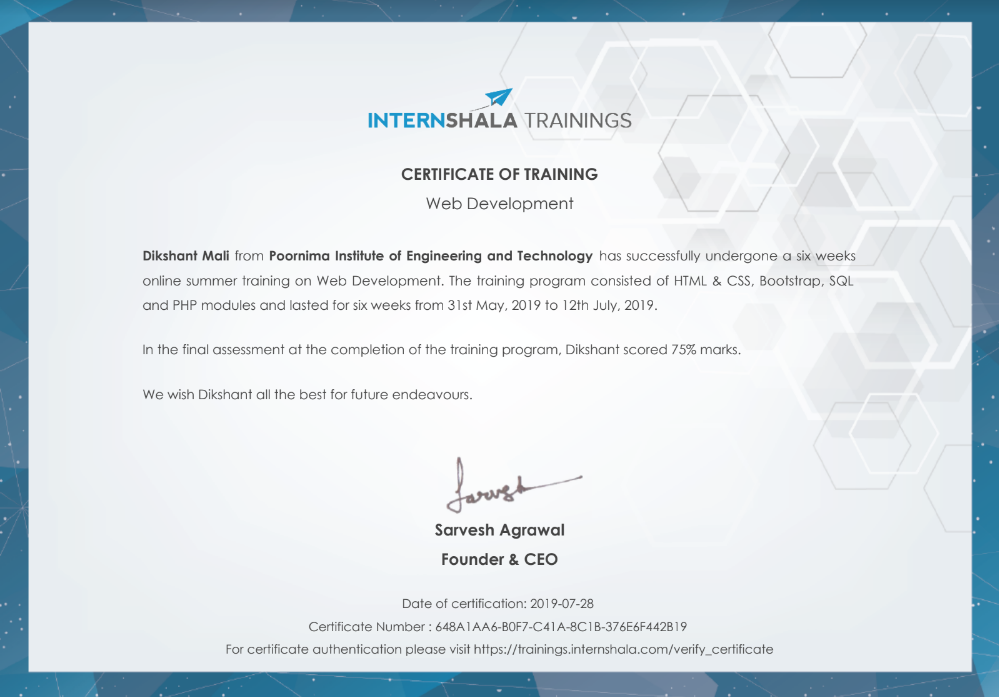 INTERNSHALA TRAININGS
CERTIFICATE OF TRAINING
Web Development
Dikshant Mali from Poornima Institute of Engineering and Technology has successfully undergone a six weeks
online summer training on Web Development. The training program consisted of HTML & CSS, Bootstrap, SQL
and PHP modules and lasted for six weeks from 31st May, 2019 to 12th July, 2019.
In the final assessment at the completion of the training program, Dikshant scored 75% marks.
We wish Dikshant all the best for future endeavours.
Sarvesh
Sarvesh Agrawal
Founder & CEO
Date of certification: 2019-07-28
Certificate Number : 648A1AA6-B0F7-C41A-8C1B-376E6F442B19
For certificate authentication please visit https://trainings.internshala.com/verify_certificate